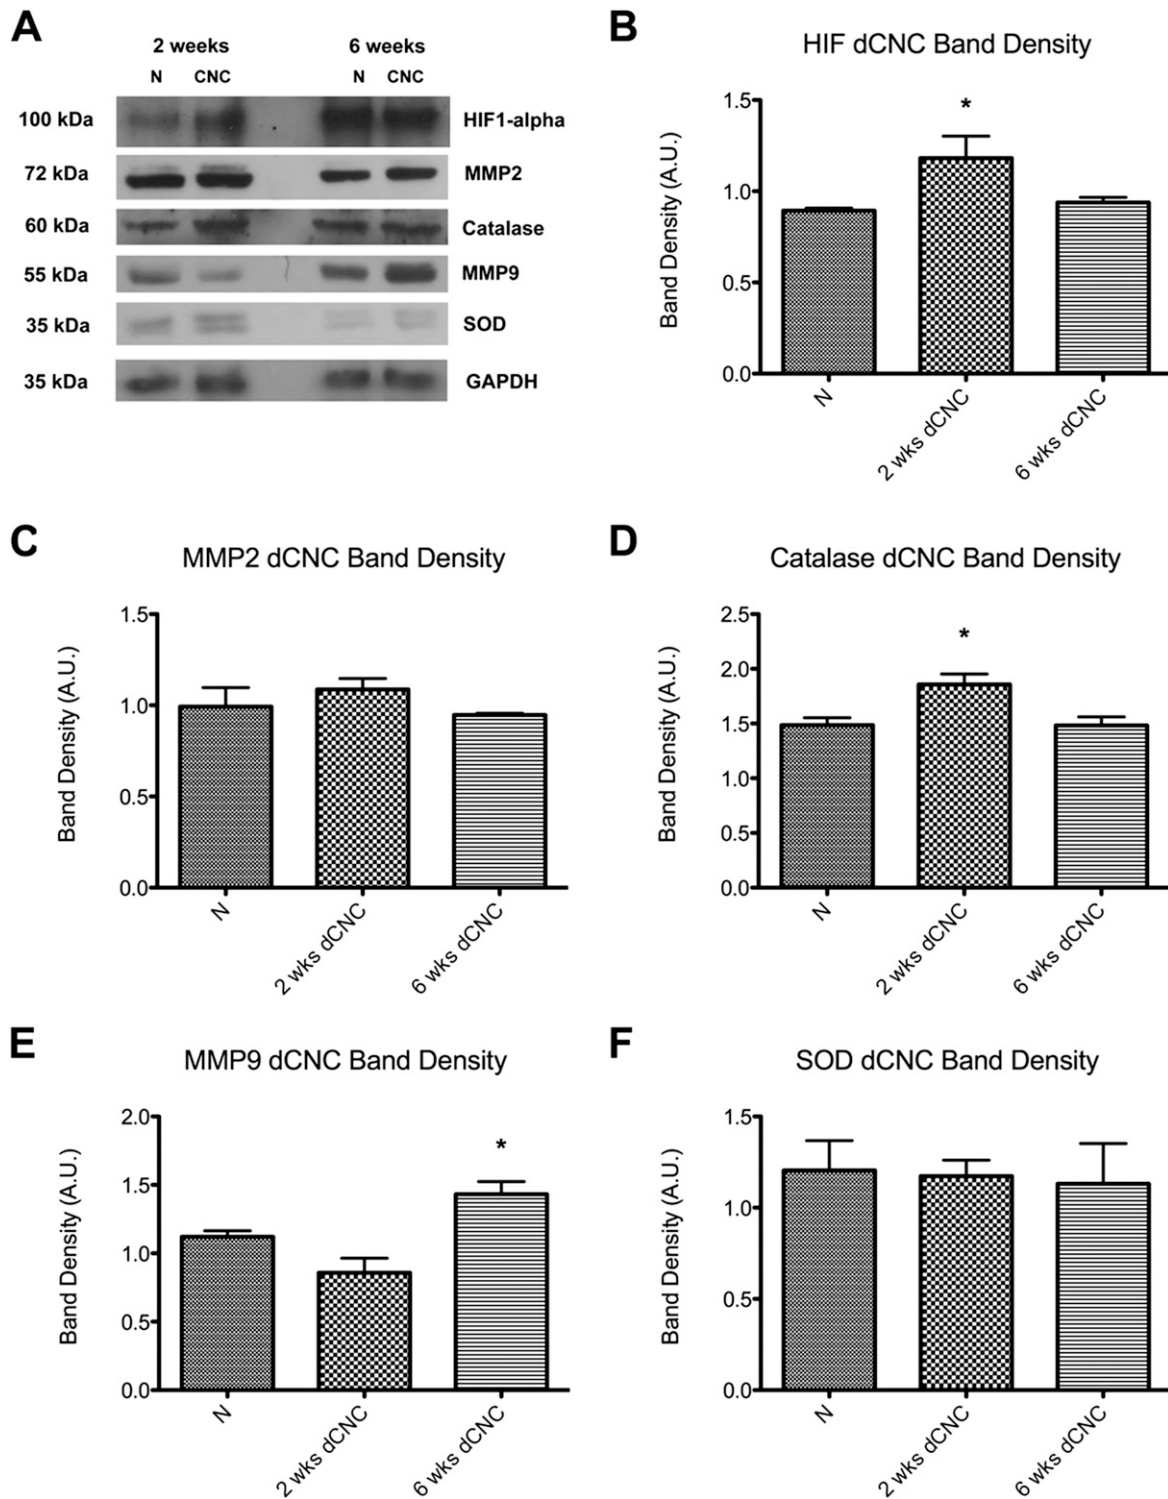 A
2 weeks 6 weeks
N CNC N CNC
100 kDa HIF1-alpha
72 kDa MMP2
60 kDa Catalase
55 kDa MMP9
35 kDa SOD
35 kDa GAPDH
B
HIF dCNC Band Density
Band Density (A.U.)
1.5
1.0
0.5
0.0
*
N
2 wks dCNC
6 wks dCNC
C
MMP2 dCNC Band Density
Band Density (A.U.)
1.5
1.0
0.5
0.0
N
2 wks dCNC
6 wks dCNC
D
Catalase dCNC Band Density
Band Density (A.U.)
2.5
2.0
1.5
1.0
0.5
0.0
*
N
2 wks dCNC
6 wks dCNC
E
MMP9 dCNC Band Density
Band Density (A.U.)
2.0
1.5
1.0
0.5
0.0
*
N
2 wks dCNC
6 wks dCNC
F
SOD dCNC Band Density
Band Density (A.U.)
1.5
1.0
0.5
0.0
N
2 wks dCNC
6 wks dCNC